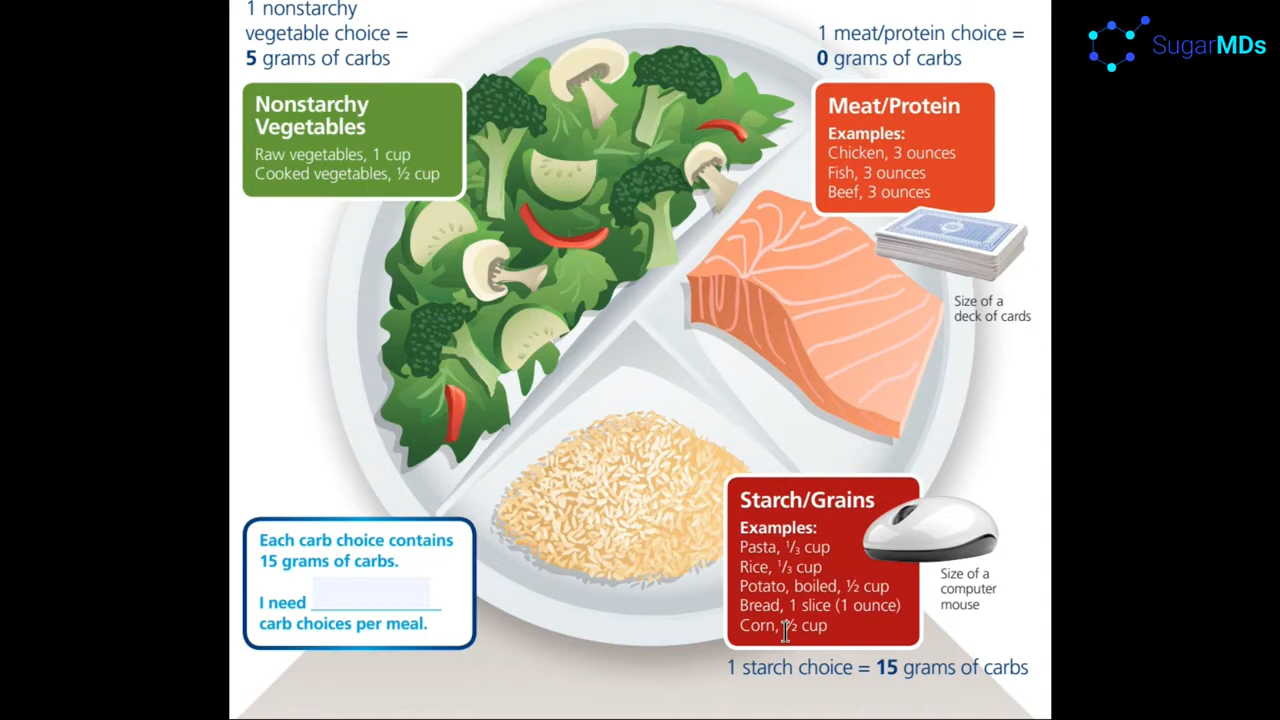 1 nonstarchy
vegetable choice =
5 grams of carbs
Nonstarchy
Vegetables
Raw vegetables, 1 cup
Cooked vegetables, ½ cup
1 meat/protein choice =
0 grams of carbs
Meat/Protein
Examples:
Chicken, 3 ounces
Fish, 3 ounces
Beef, 3 ounces
Size of a
deck of cards
SugarMDs
Each carb choice contains
15 grams of carbs.
I need
carb choices per meal.
Starch/Grains
Examples:
Pasta, 1/3 cup
Rice, 1/3 cup
Potato, boiled, ½ cup
Bread, 1 slice (1 ounce)
Corn, ½ cup
Size of a
computer
mouse
1 starch choice = 15 grams of carbs